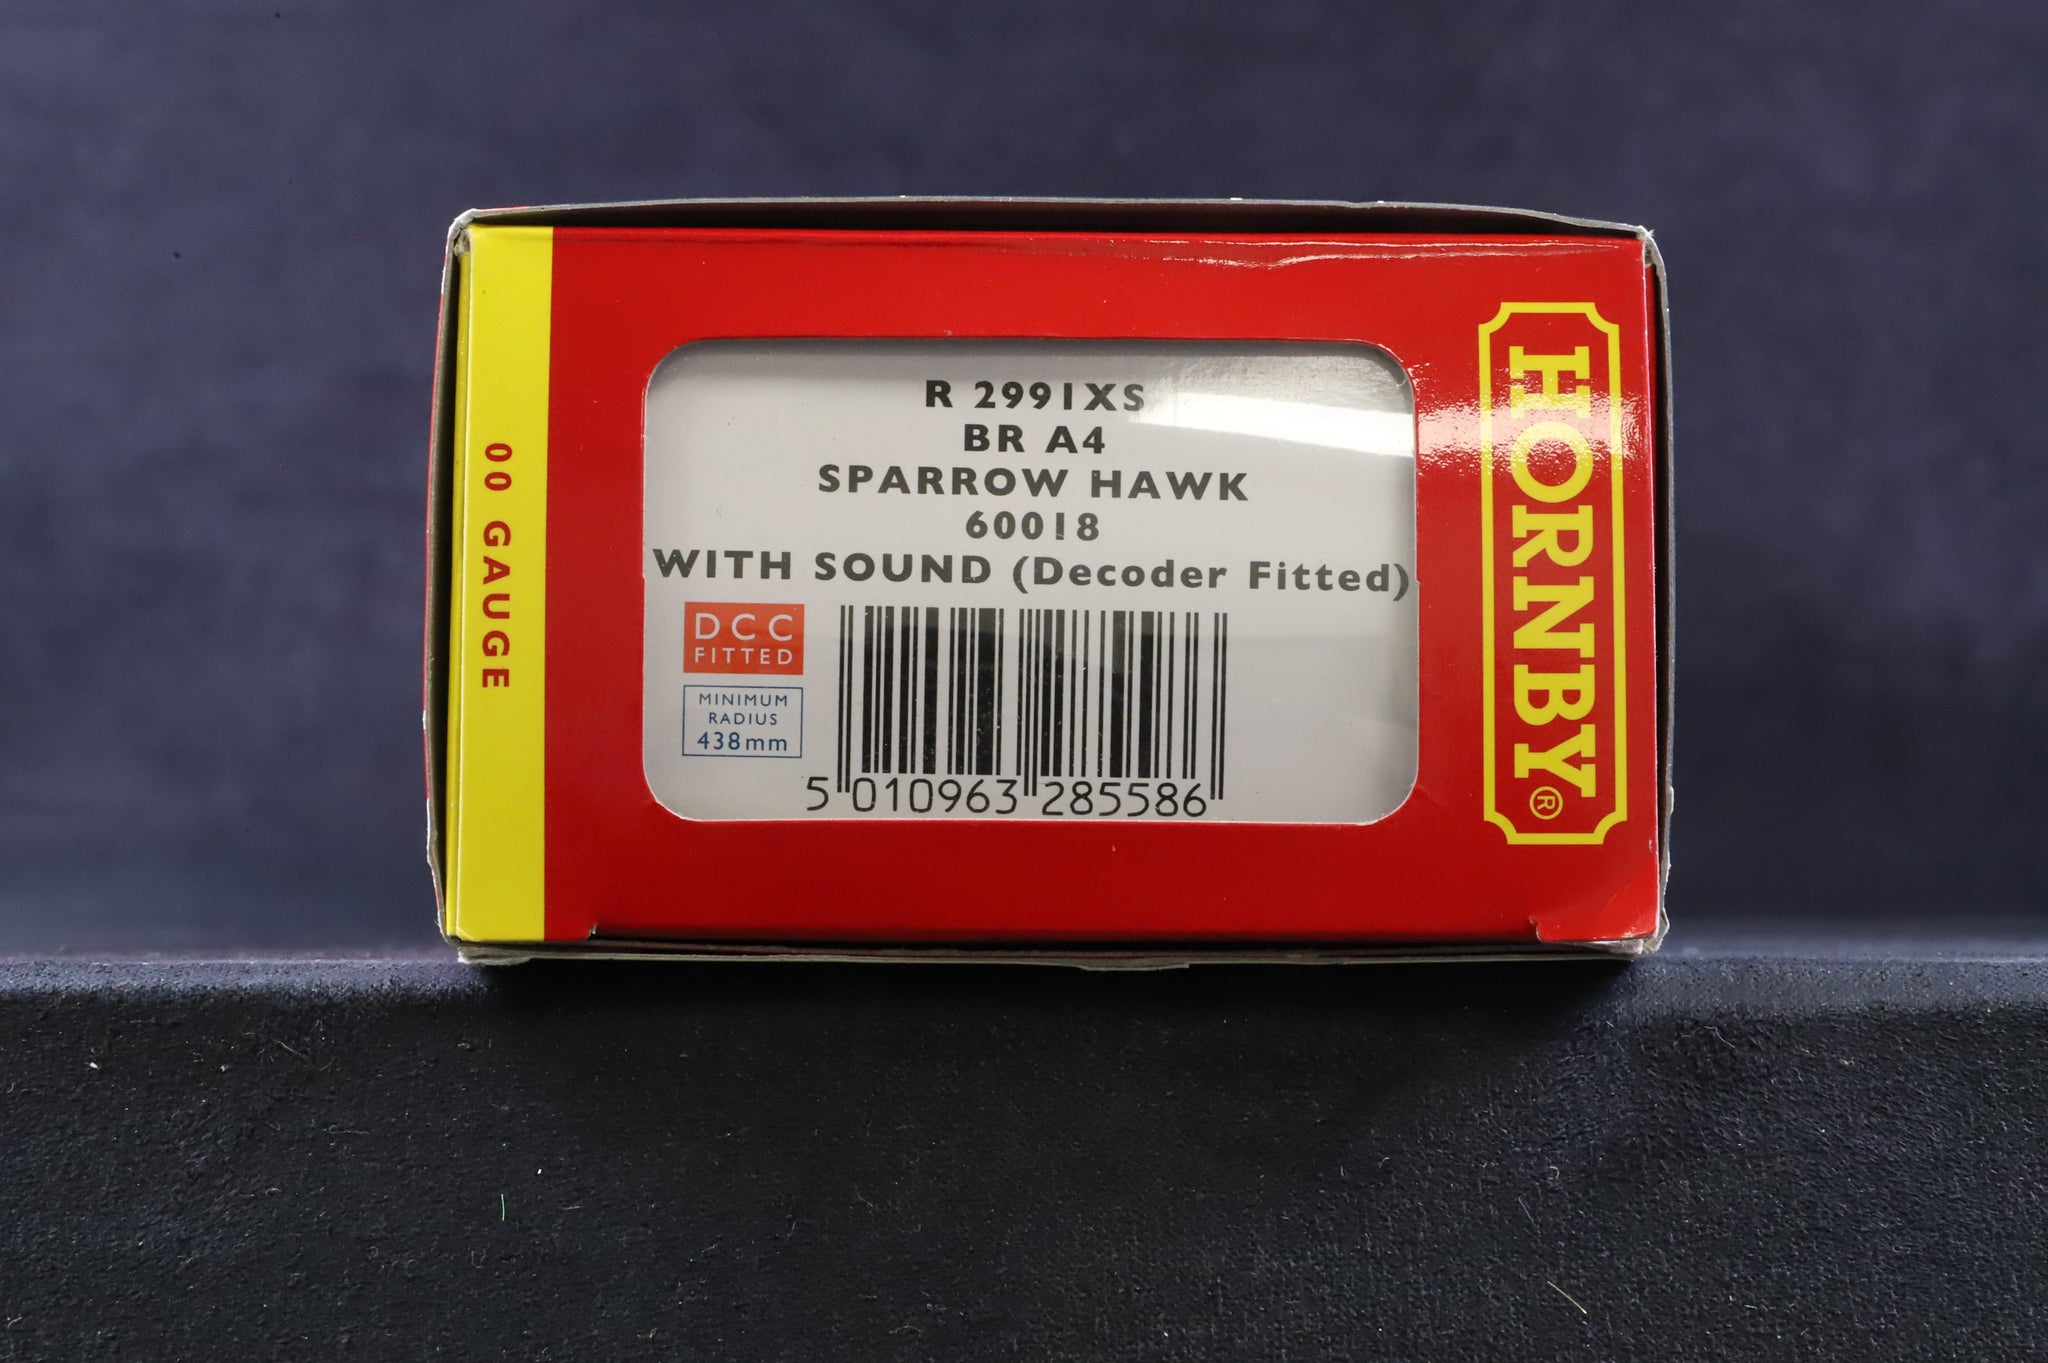 00 GAUGE
R 2991XS
BR A4
SPARROW HAWK
60018
WITH SOUND (Decoder Fitted)
DCC
FITTED
MINIMUM
RADIUS
438mm
5 010963 285586
HORNBY®